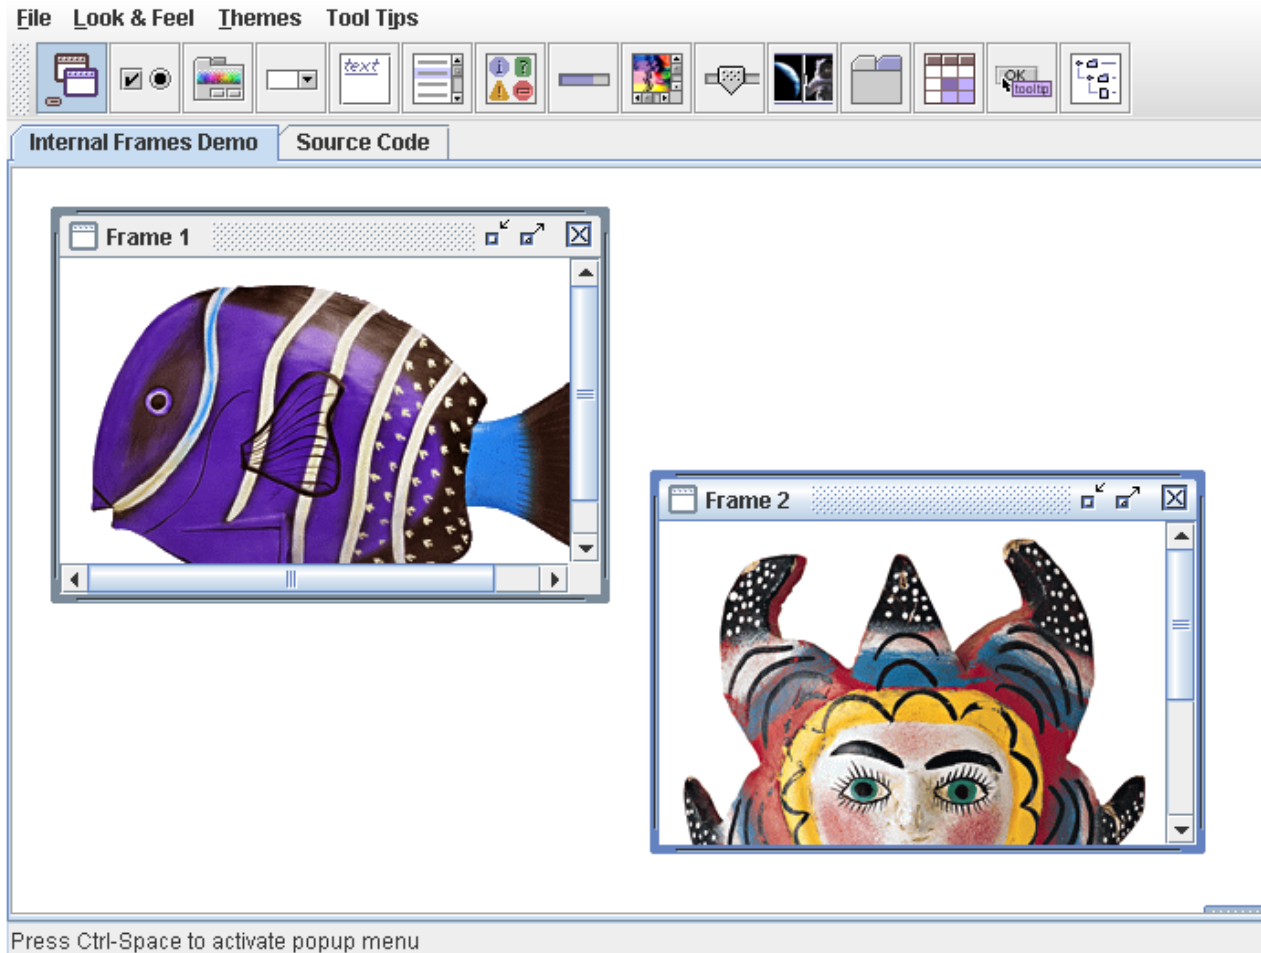 File Look & Feel Themes Tool Tips
text
OK
tooltip
Internal Frames Demo Source Code
Frame 1
Frame 2
Press Ctrl-Space to activate popup menu